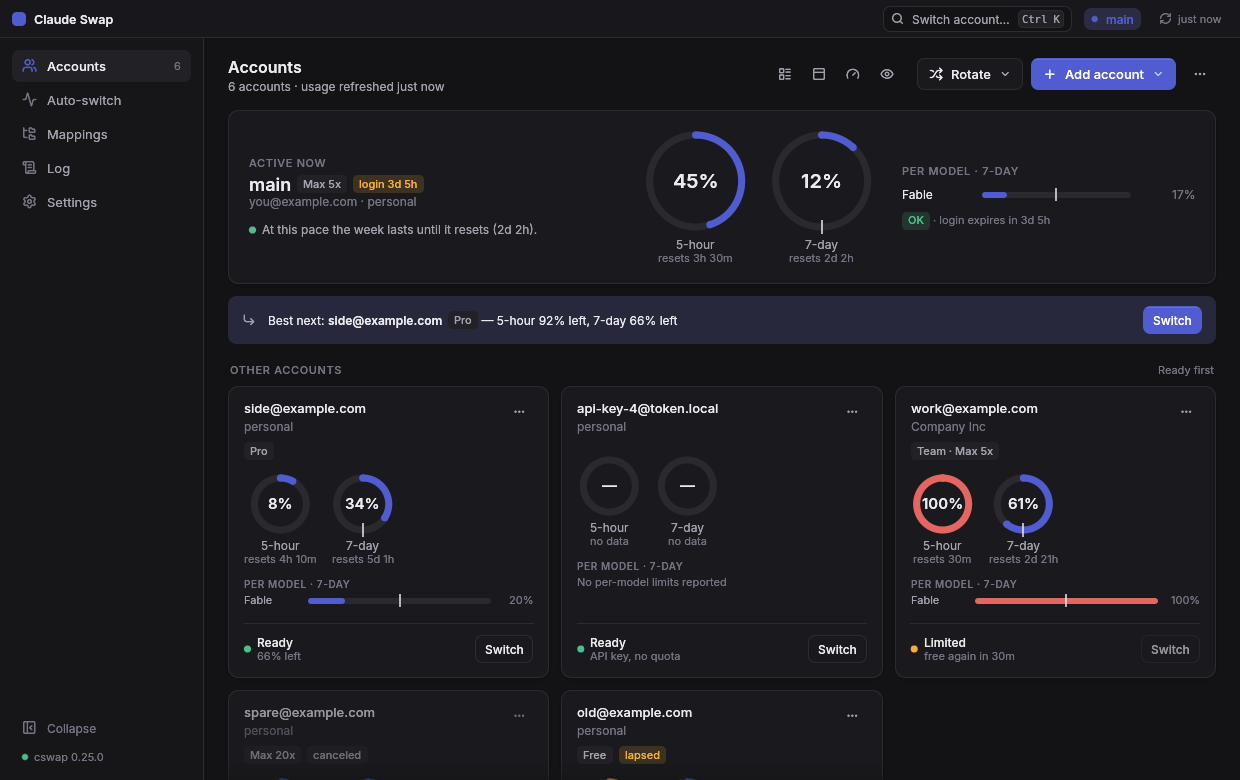 Claude Swap
Switch account... Ctrl K
main
just now
Accounts 6
Auto-switch
Mappings
Log
Settings
Collapse
cswap 0.25.0
Accounts
6 accounts · usage refreshed just now
Rotate
Add account
ACTIVE NOW
main Max 5x login 3d 5h
you@example.com · personal
At this pace the week lasts until it resets (2d 2h).
45%
5-hour
resets 3h 30m
12%
7-day
resets 2d 2h
PER MODEL · 7-DAY
Fable 17%
OK · login expires in 3d 5h
Best next: side@example.com Pro — 5-hour 92% left, 7-day 66% left
Switch
OTHER ACCOUNTS
Ready first
side@example.com
personal
Pro
8%
5-hour
resets 4h 10m
34%
7-day
resets 5d 1h
PER MODEL · 7-DAY
Fable 20%
Ready
66% left
Switch
api-key-4@token.local
personal
—
5-hour
no data
—
7-day
no data
PER MODEL · 7-DAY
No per-model limits reported
Ready
API key, no quota
Switch
work@example.com
Company Inc
Team · Max 5x
100%
5-hour
resets 30m
61%
7-day
resets 2d 21h
PER MODEL · 7-DAY
Fable 100%
Limited
free again in 30m
Switch
spare@example.com
personal
Max 20x canceled
old@example.com
personal
Free lapsed